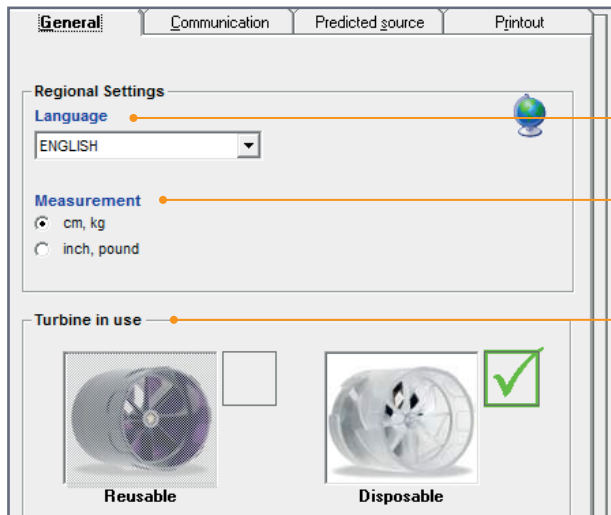 General Communication Predicted source Printout
Regional Settings
Language
ENGLISH
Measurement
cm, kg
inch, pound
Turbine in use
Reusable Disposable